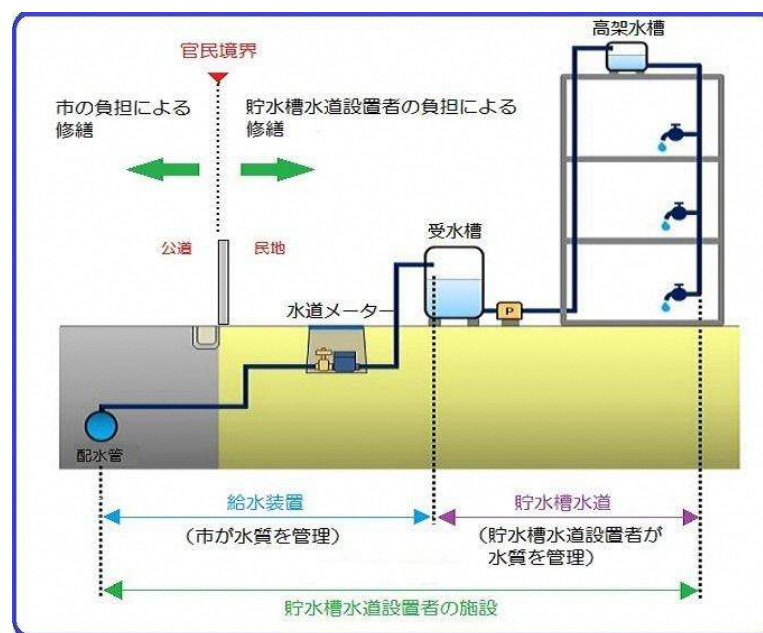 高架水槽
官民境界
市の負担による
修繕
貯水槽水道設置者の負担による
修繕
公道
民地
受水槽
水道メーター
P
配水管
給水装置
(市が水質を管理)
貯水槽水道
(貯水槽水道設置者が
水質を管理)
貯水槽水道設置者の施設